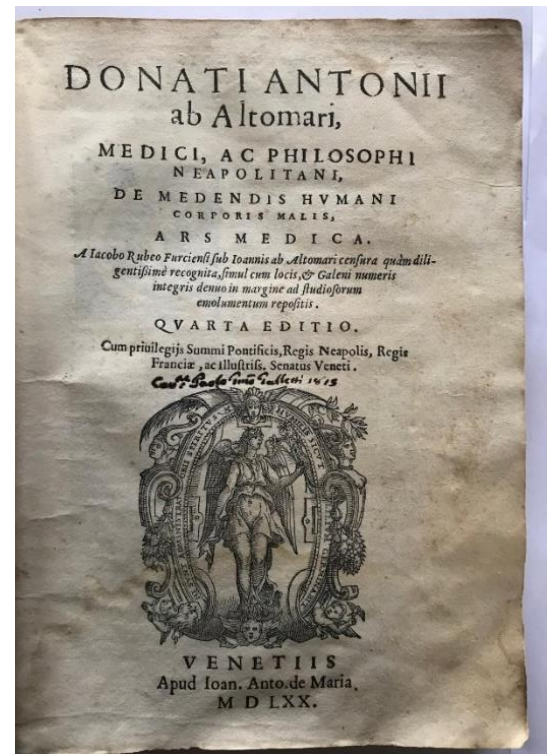 DONATI ANTONII
ab Altomari,
MEDICI, AC PHILOSOPHI
NEAPOLITANI,
DE MEDENDIS HVMANI
CORPORIS MALIS,
ARS MEDICA.
A Iacobo Rubeo Furciensi sub Ioannis ab Altomari censura quàm dili-
gentissimè recognita, simul cum locis, & Galeni numeris
integris denuo in margine ad studiosorum
emolumentum repositis.
QVARTA EDITIO.
Cum priuilegijs Summi Pontificis, Regis Neapolis, Regis
Franciæ, ac Illustriss. Senatus Veneti.
Paolo Galletti
VENETIIS
Apud Ioan. Anto. de Maria.
M D LXX.